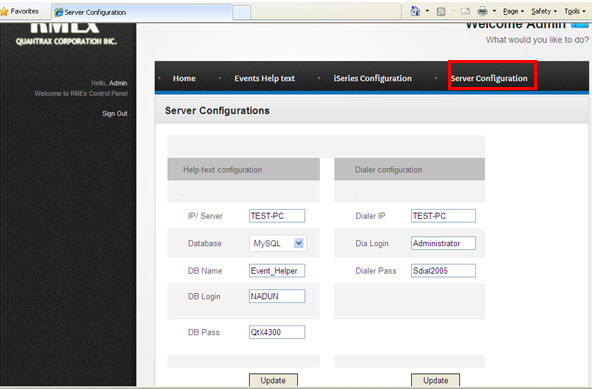 Favorites
Server Configuration
Page
Safety
Tools
RMEX
QUANTRAX CORPORATION INC.
Welcome Admin
What would you like to do?
Hello, Admin
Welcome to RMEx Control Panel
Sign Out
Home
Events Help text
iSeries Configuration
Server Configuration
Server Configurations
Help-text configuration
Dialer configuration
IP/ Server
TEST-PC
Dialer IP
TEST-PC
Database
MySQL
Dia Login
Administrator
DB Name
Event_Helper
Dialer Pass
Sdial2005
DB Login
NADUN
DB Pass
QtX4300
Update
Update